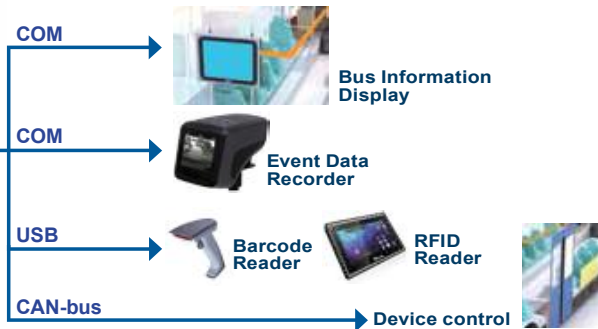 COM
Bus Information
Display
COM
Event Data
Recorder
USB
Barcode
Reader
RFID
Reader
CAN-bus
Device control